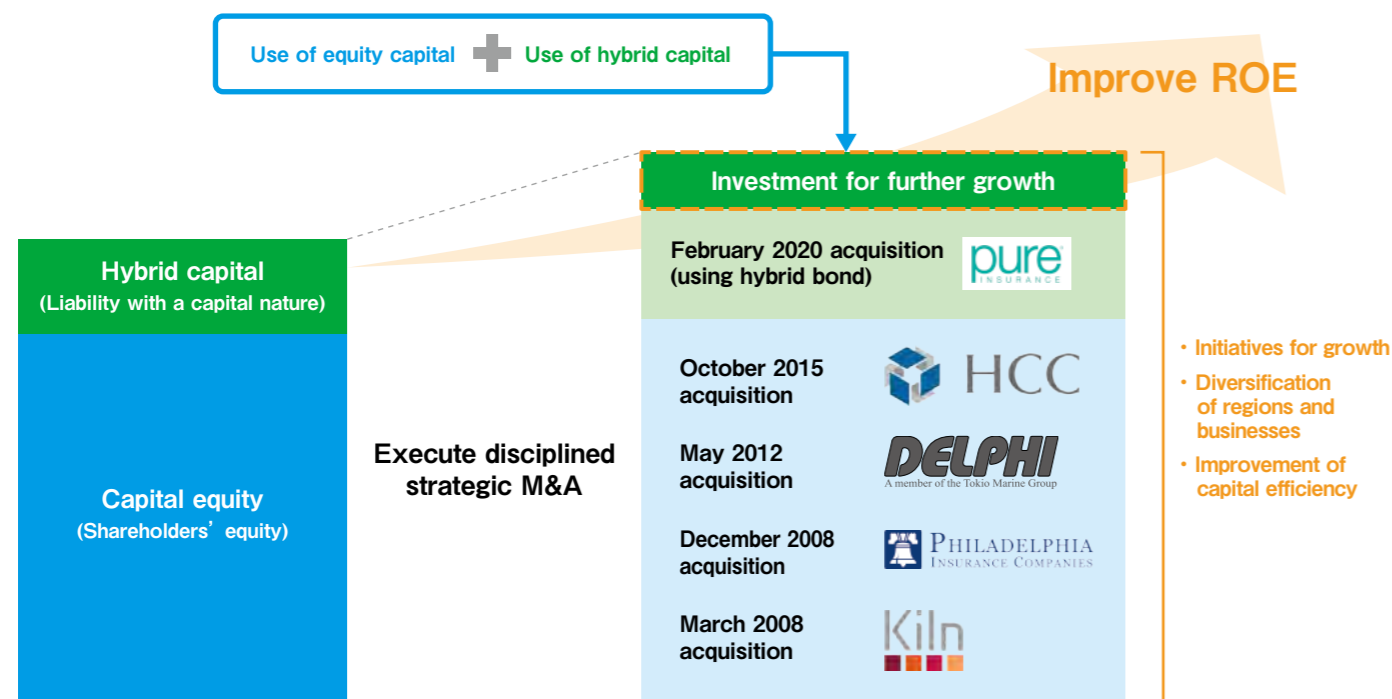 Use of equity capital
Use of hybrid capital
Improve ROE
Investment for further growth
Hybrid capital
(Liability with a capital nature)
Capital equity
(Shareholders’ equity)
Execute disciplined
strategic M&A
February 2020 acquisition
(using hybrid bond)
pure
INSURANCE
October 2015
acquisition
HCC
May 2012
acquisition
DELPHI
A member of the Tokio Marine Group
December 2008
acquisition
PHILADELPHIA
INSURANCE COMPANIES
March 2008
acquisition
Kiln
・Initiatives for growth
・Diversification
of regions and
businesses
・Improvement of
capital efficiency